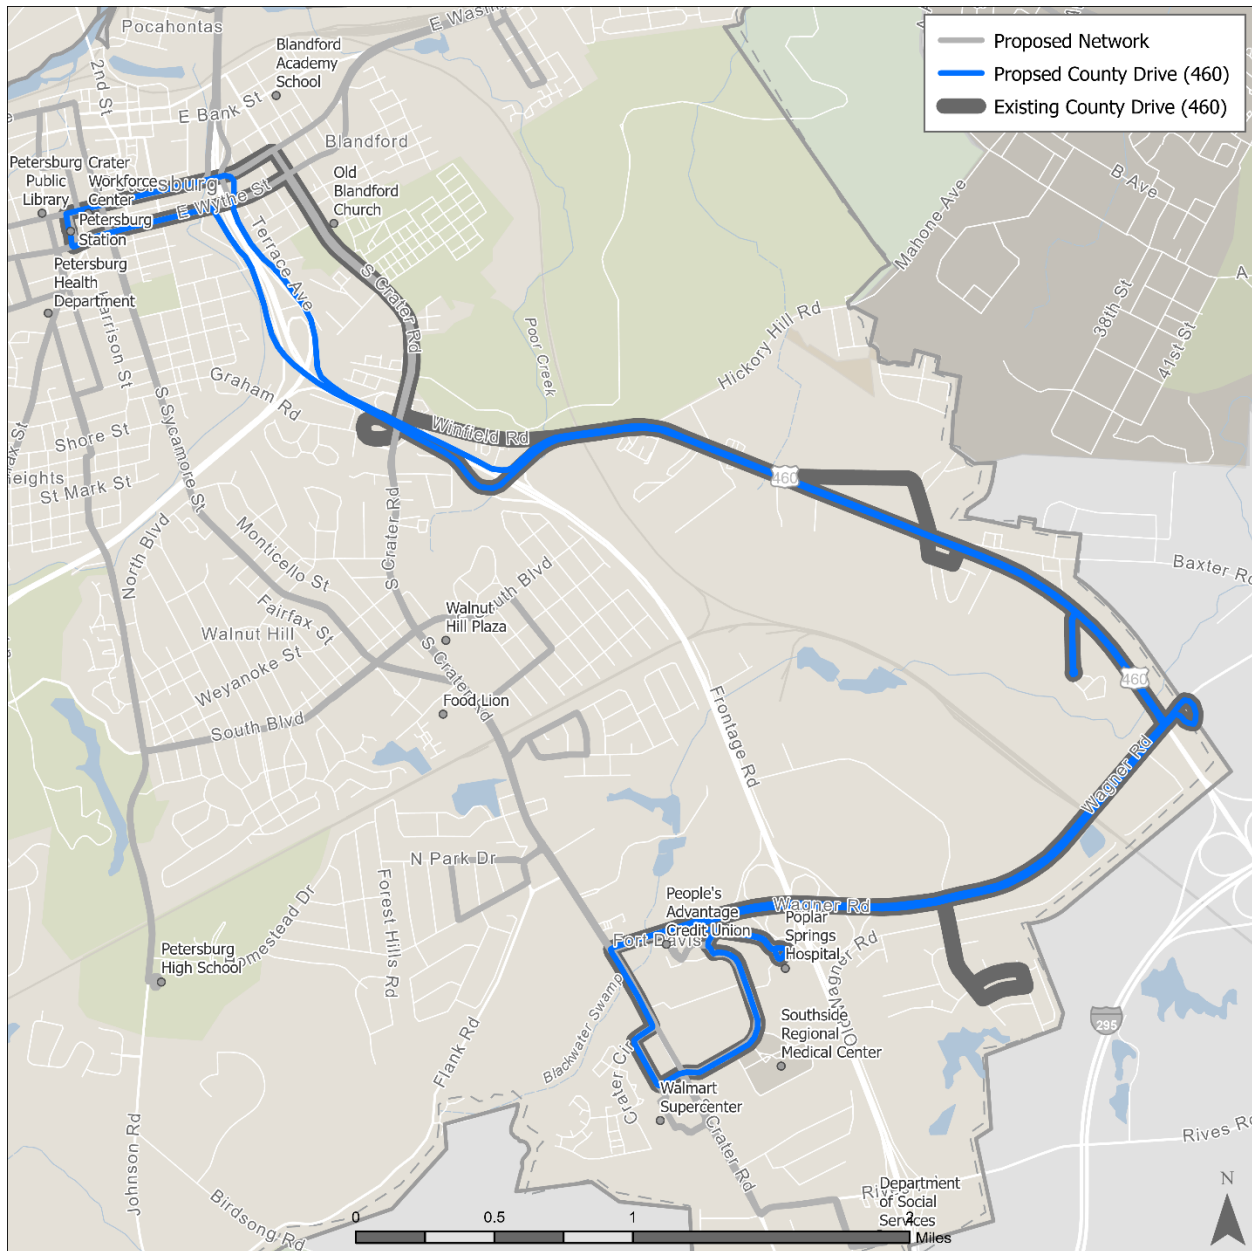 Pocahontas
E Wash
2nd St
Blandford
Academy
School
E Bank St
Blandford
Petersburg
Public
Library
Crater
Workforce
Center
Petersburg
Station
E Wythe St
Old
Blandford
Church
Petersburg
Health
Department
Harrison St
Terrace Ave
S Crater Rd
Graham Rd
Shore St
St Mark St
S Sycamore St
North Blvd
Monticello St
Fairfax St
Walnut Hill
Weyanoke St
South Blvd
Winfield Rd
Poor Creek
Hickory Hill Rd
Mahone Ave
B Ave
A
38th St
41st St
460
Baxter Rd
S Crater Rd
South Blvd
Walnut
Hill Plaza
S Crater Rd
Food Lion
Frontage Rd
460
Wagner Rd
N Park Dr
Forest Hills Rd
Homestead Dr
Petersburg
High School
People's
Advantage
Credit Union
Fort Davis
Wagner Rd
Poplar
Springs
Hospital
Old Wagner Rd
Southside
Regional
Medical Center
Blackwater Swamp
Flank Rd
Crater Cir
Walmart
Supercenter
S Crater Rd
295
Rives Rd
Johnson Rd
Birdsong Rd
Department
of Social
Services
Proposed Network
Propsed County Drive (460)
Existing County Drive (460)
0
0.5
1
2
Miles
N